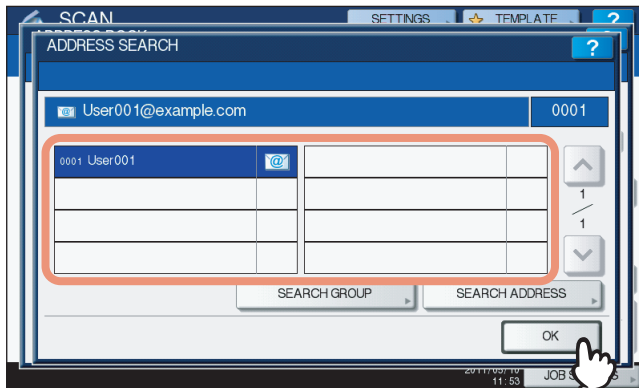 SCAN
SETTINGS
TEMPLATE
?
ADDRESS SEARCH
?
User001@example.com
0001
0001 User001
@
1
1
SEARCH GROUP
SEARCH ADDRESS
OK
11:53
JOB S